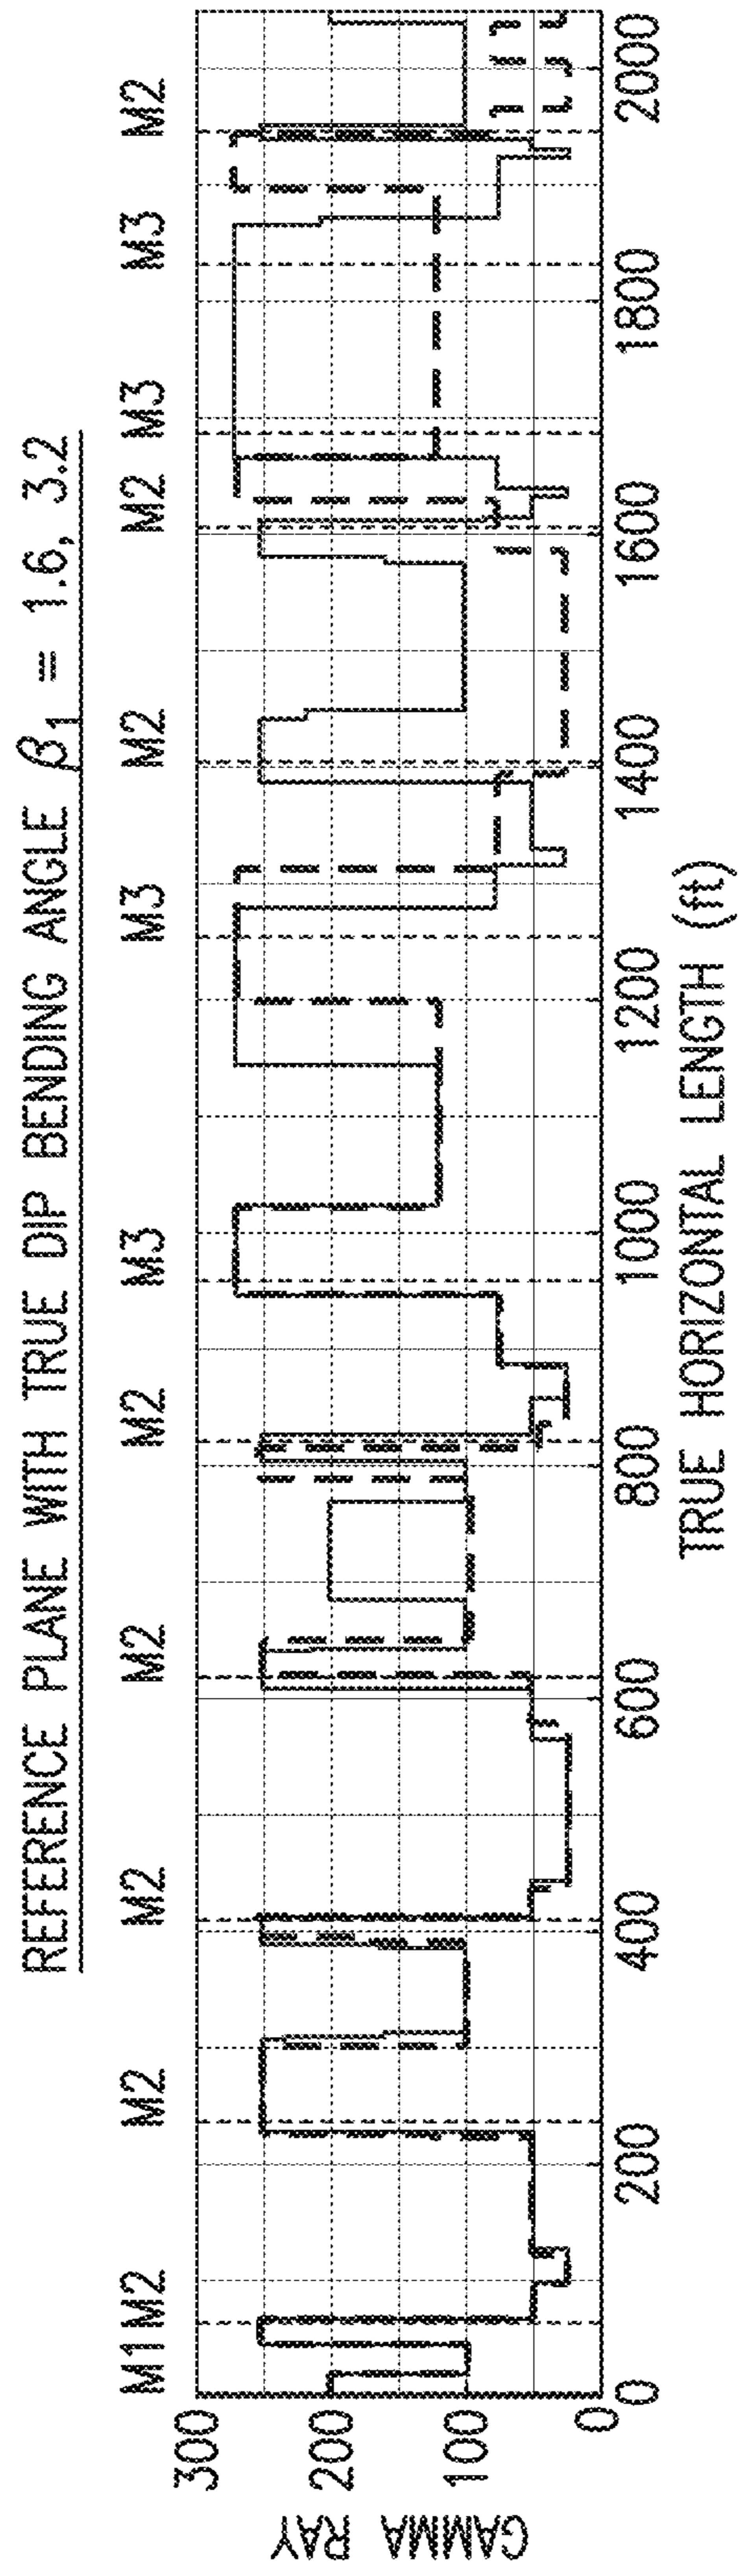 REFERENCE PLANE WITH TRUE DIP BENDING ANGLE β1 = 1.6, 3.2
M1 M2 M2 M2 M2 M2 M3 M3 M2 M2 M3 M3 M2
300
200
100
0
GAMMA RAY
0 200 400 600 800 1000 1200 1400 1600 1800 2000
TRUE HORIZONTAL LENGTH (ft)